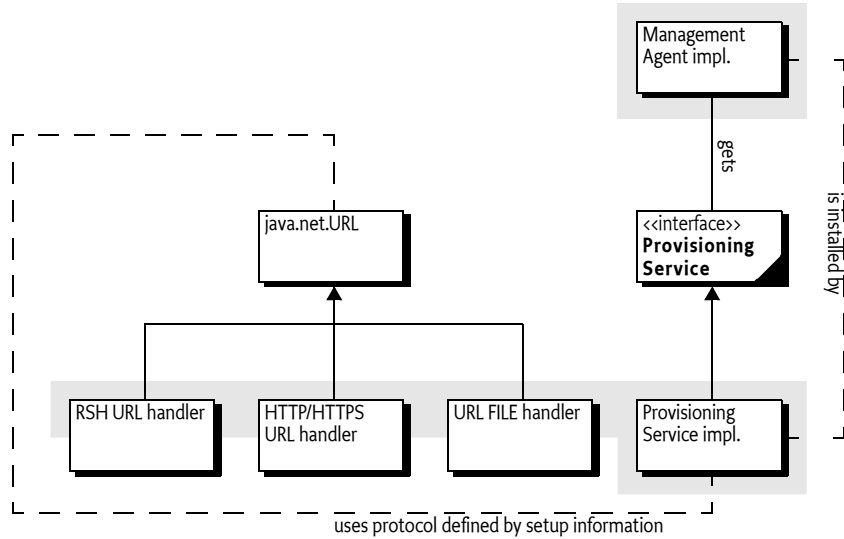 Management
Agent impl.
gets
is installed by
java.net.URL
<<interface>>
Provisioning
Service
RSH URL handler
HTTP/HTTPS
URL handler
URL FILE handler
Provisioning
Service impl.
uses protocol defined by setup information